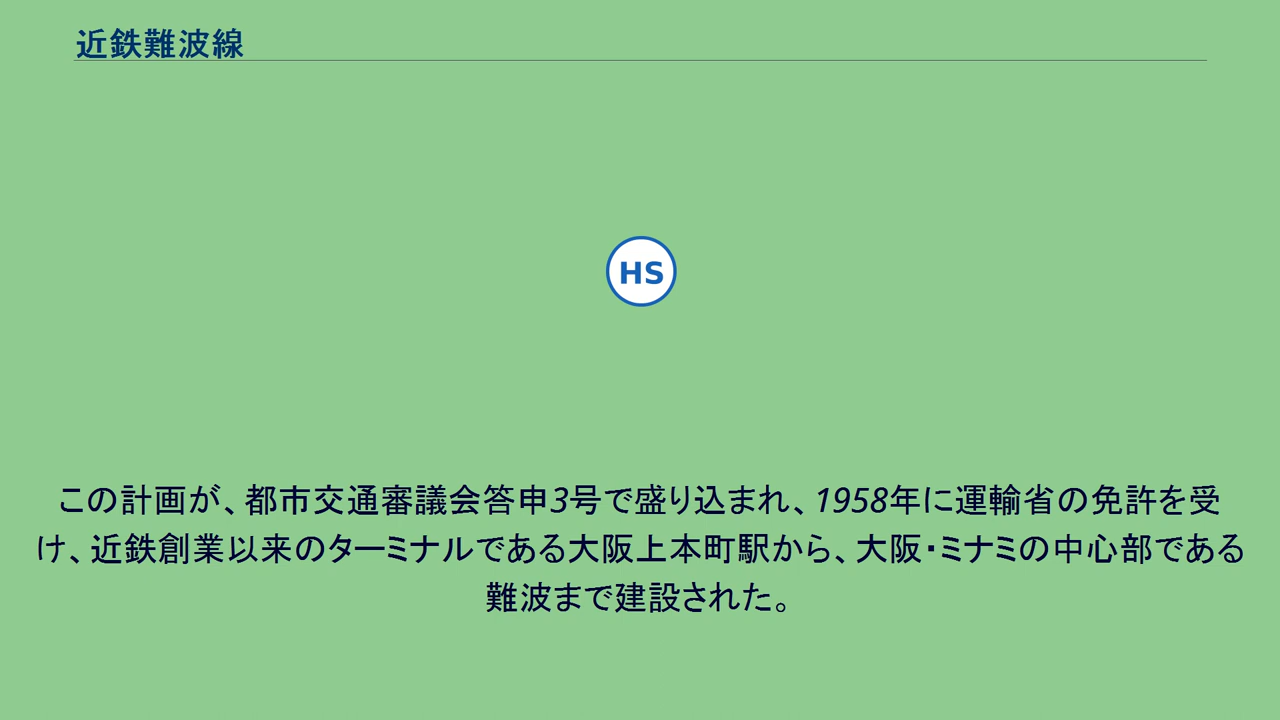 近鉄難波線
HS
この計画が、都市交通審議会答申3号で盛り込まれ、1958年に運輸省の免許を受
け、近鉄創業以来のターミナルである大阪上本町駅から、大阪・ミナミの中心部である
難波まで建設された。